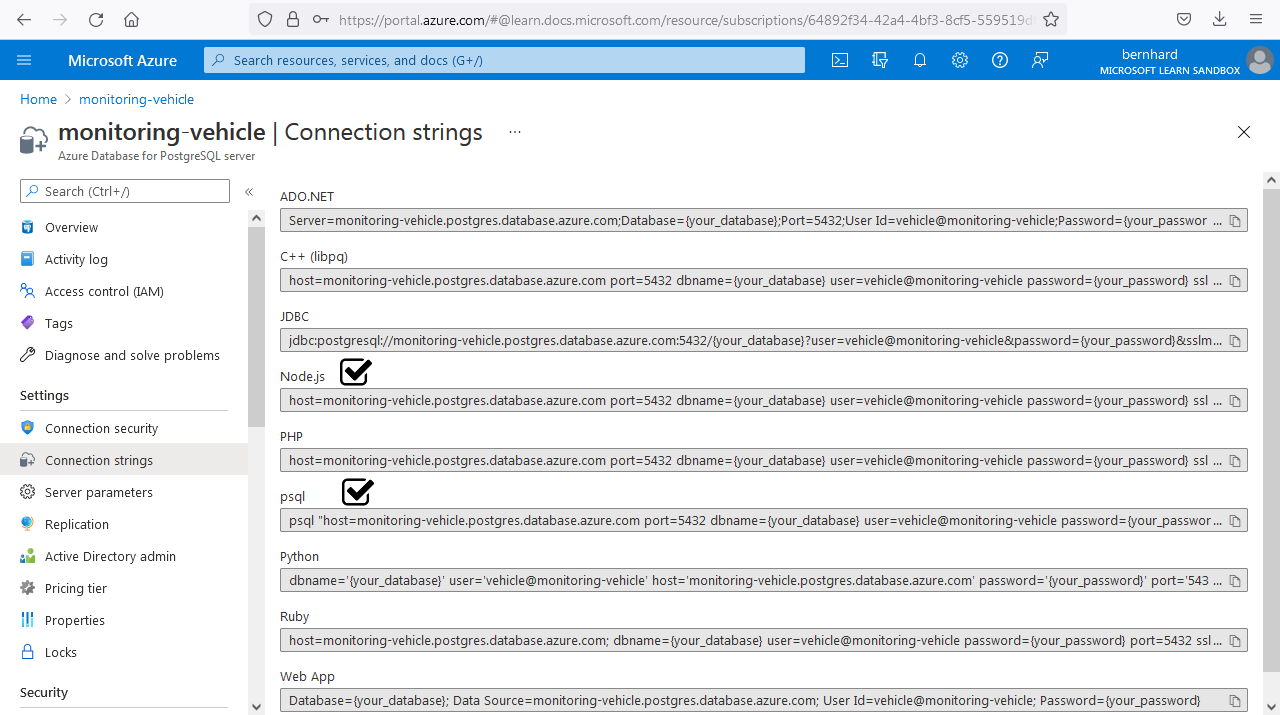 https://portal.azure.com/#@learn.docs.microsoft.com/resource/subscriptions/64892f34-42a4-4bf3-8cf5-559519d
Microsoft Azure
Search resources, services, and docs (G+/)
bernhard
MICROSOFT LEARN SANDBOX
Home > monitoring-vehicle
monitoring-vehicle | Connection strings ...
Azure Database for PostgreSQL server
Search (Ctrl+/)
«
Overview
Activity log
Access control (IAM)
Tags
Diagnose and solve problems
Settings
Connection security
Connection strings
Server parameters
Replication
Active Directory admin
Pricing tier
Properties
Locks
Security
ADO.NET
Server=monitoring-vehicle.postgres.database.azure.com;Database={your_database};Port=5432;User Id=vehicle@monitoring-vehicle;Password={your_passwor ...
C++ (libpq)
host=monitoring-vehicle.postgres.database.azure.com port=5432 dbname={your_database} user=vehicle@monitoring-vehicle password={your_password} ssl ...
JDBC
jdbc:postgresql://monitoring-vehicle.postgres.database.azure.com:5432/{your_database}?user=vehicle@monitoring-vehicle&password={your_password}&sslm...
Node.js
host=monitoring-vehicle.postgres.database.azure.com port=5432 dbname={your_database} user=vehicle@monitoring-vehicle password={your_password} ssl ...
PHP
host=monitoring-vehicle.postgres.database.azure.com port=5432 dbname={your_database} user=vehicle@monitoring-vehicle password={your_password} ssl ...
psql
psql "host=monitoring-vehicle.postgres.database.azure.com port=5432 dbname={your_database} user=vehicle@monitoring-vehicle password={your_passwor ...
Python
dbname='{your_database}' user='vehicle@monitoring-vehicle' host='monitoring-vehicle.postgres.database.azure.com' password='{your_password}' port='543 ...
Ruby
host=monitoring-vehicle.postgres.database.azure.com; dbname={your_database} user=vehicle@monitoring-vehicle password={your_password} port=5432 ssl...
Web App
Database={your_database}; Data Source=monitoring-vehicle.postgres.database.azure.com; User Id=vehicle@monitoring-vehicle; Password={your_password}